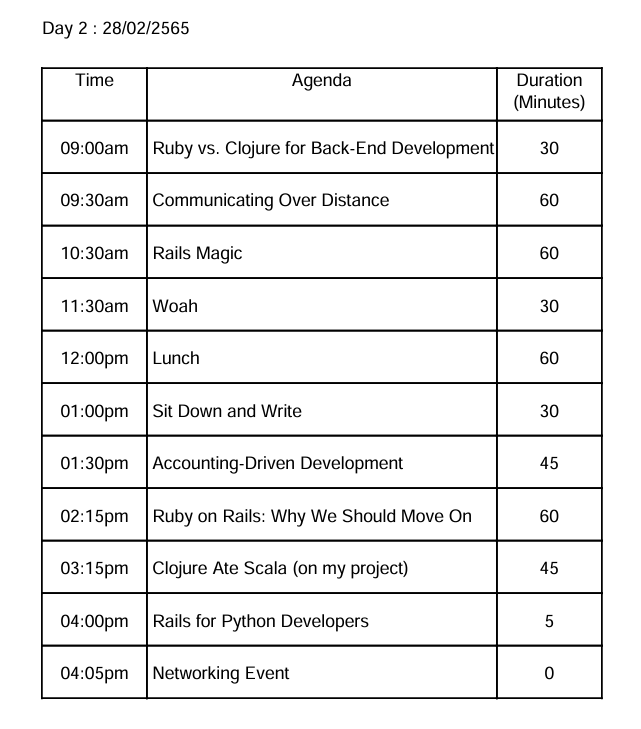 Day 2 : 28/02/2565
Time Agenda Duration
(Minutes)
09:00am Ruby vs. Clojure for Back-End Development 30
09:30am Communicating Over Distance 60
10:30am Rails Magic 60
11:30am Woah 30
12:00pm Lunch 60
01:00pm Sit Down and Write 30
01:30pm Accounting-Driven Development 45
02:15pm Ruby on Rails: Why We Should Move On 60
03:15pm Clojure Ate Scala (on my project) 45
04:00pm Rails for Python Developers 5
04:05pm Networking Event 0